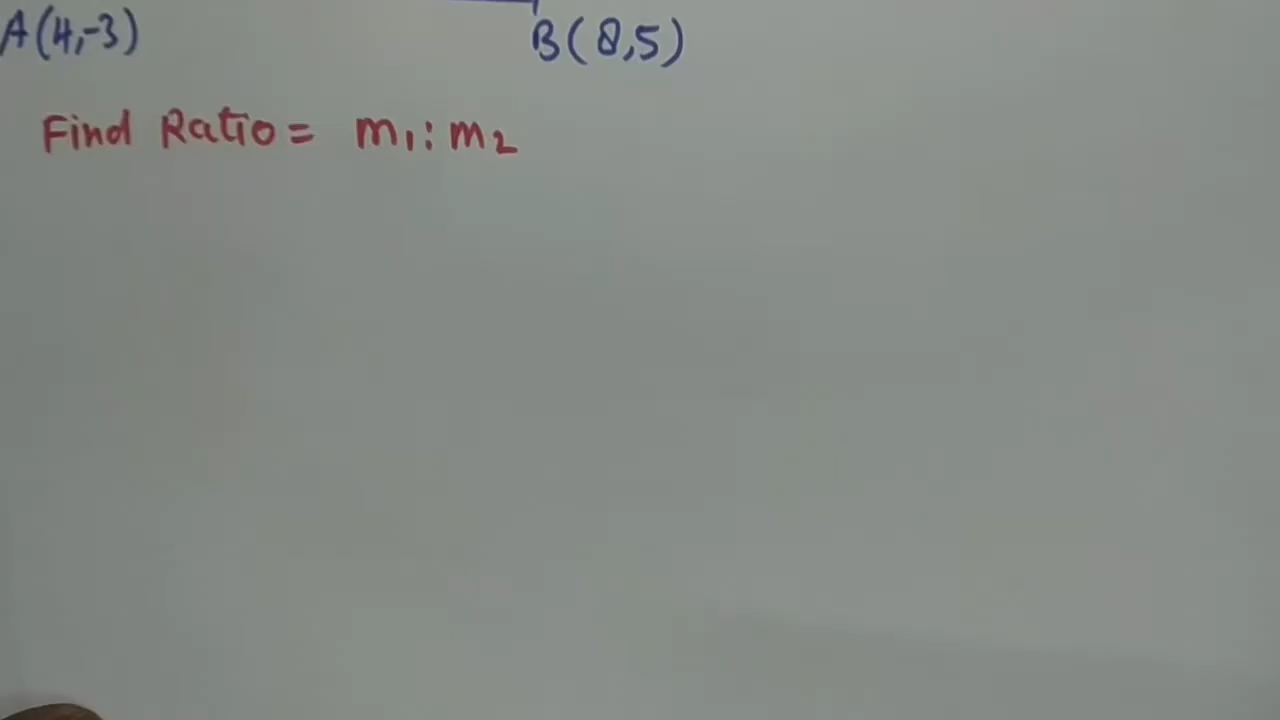 A(4,-3) B(8,5)
Find Ratio = m₁:m₂